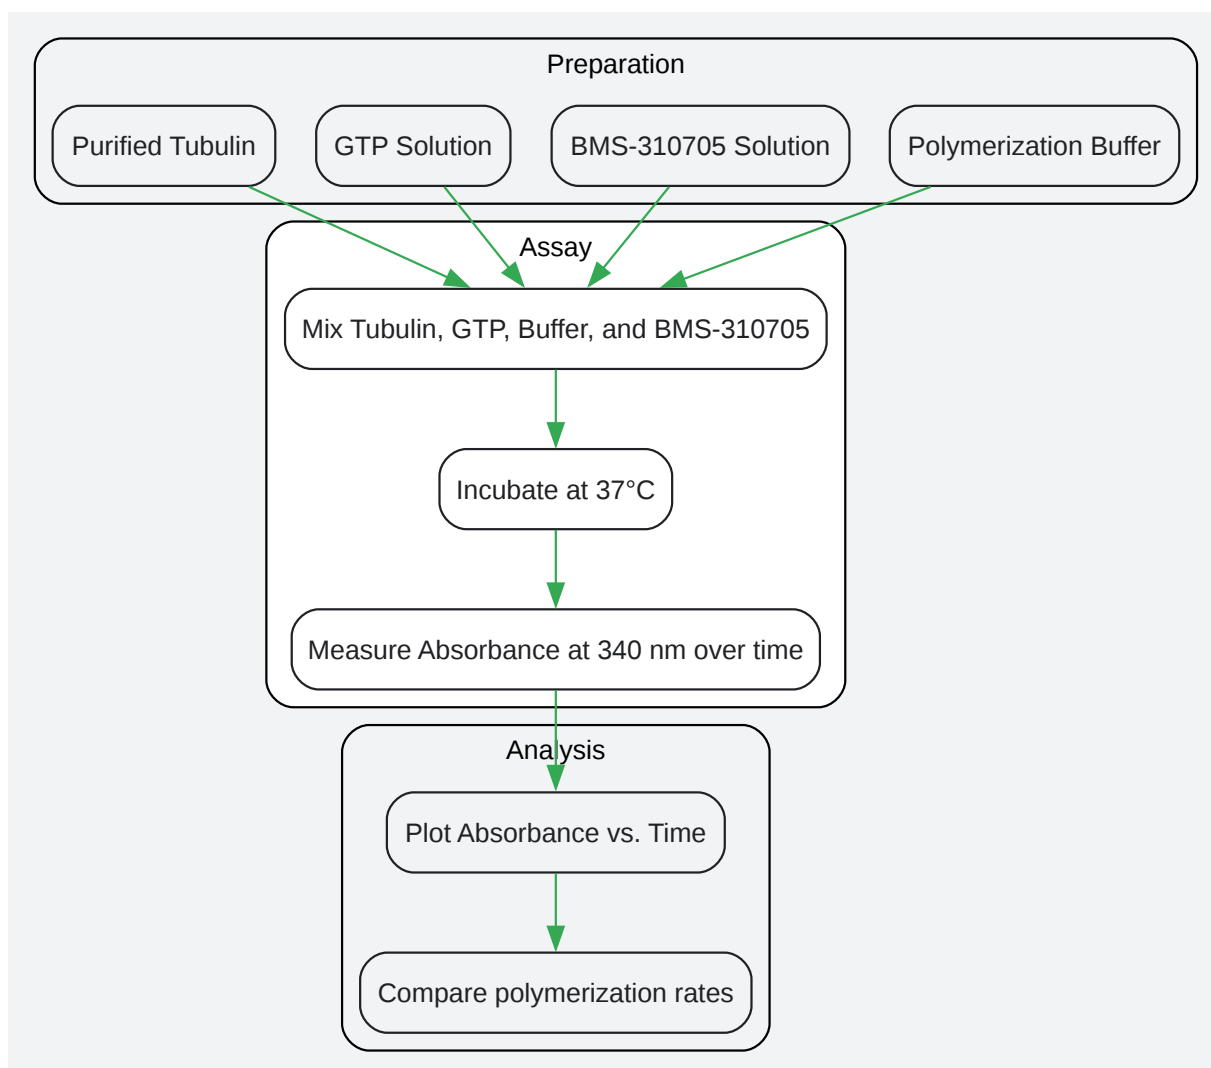 Preparation
Purified Tubulin
GTP Solution
BMS-310705 Solution
Polymerization Buffer
Assay
Mix Tubulin, GTP, Buffer, and BMS-310705
Incubate at 37°C
Measure Absorbance at 340 nm over time
Analysis
Plot Absorbance vs. Time
Compare polymerization rates